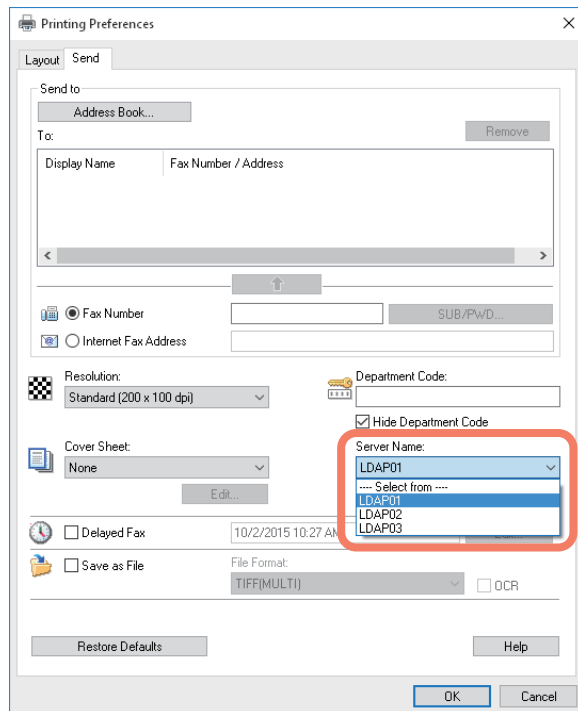 Printing Preferences
Layout Send
Send to
Address Book...
To:
Remove
Display Name Fax Number / Address
Fax Number
SUB/PWD...
Internet Fax Address
Resolution:
Standard (200 x 100 dpi)
Department Code:
Hide Department Code
Cover Sheet:
None
Edit...
Server Name:
LDAP01
---- Select from ----
LDAP01
LDAP02
LDAP03
Delayed Fax
10/2/2015 10:27 AM
Save as File
File Format:
TIFF(MULTI)
OCR
Restore Defaults
Help
OK
Cancel